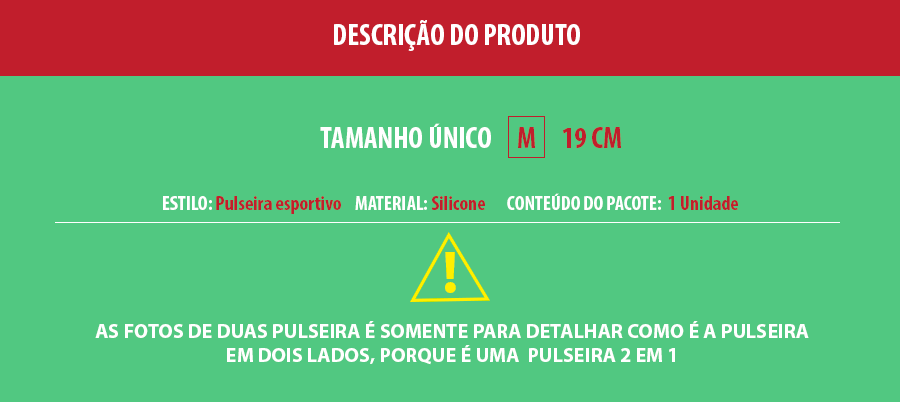 DESCRIÇÃO DO PRODUTO
TAMANHO ÚNICO M 19 CM
ESTILO: Pulseira esportivo MATERIAL: Silicone CONTEÚDO DO PACOTE: 1 Unidade
!
AS FOTOS DE DUAS PULSEIRA É SOMENTE PARA DETALHAR COMO É A PULSEIRA
EM DOIS LADOS, PORQUE É UMA PULSEIRA 2 EM 1